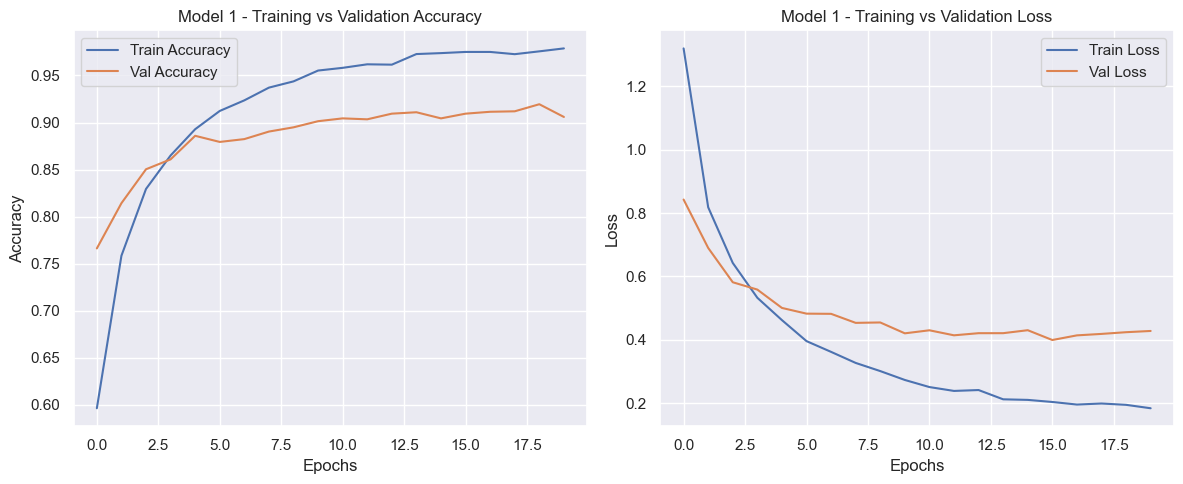 Model 1 - Training vs Validation Accuracy
Train Accuracy
Val Accuracy
0.95
0.90
0.85
0.80
0.75
0.70
0.65
0.60
Accuracy
0.0 2.5 5.0 7.5 10.0 12.5 15.0 17.5
Epochs
Model 1 - Training vs Validation Loss
Train Loss
Val Loss
1.2
1.0
0.8
0.6
0.4
0.2
Loss
0.0 2.5 5.0 7.5 10.0 12.5 15.0 17.5
Epochs